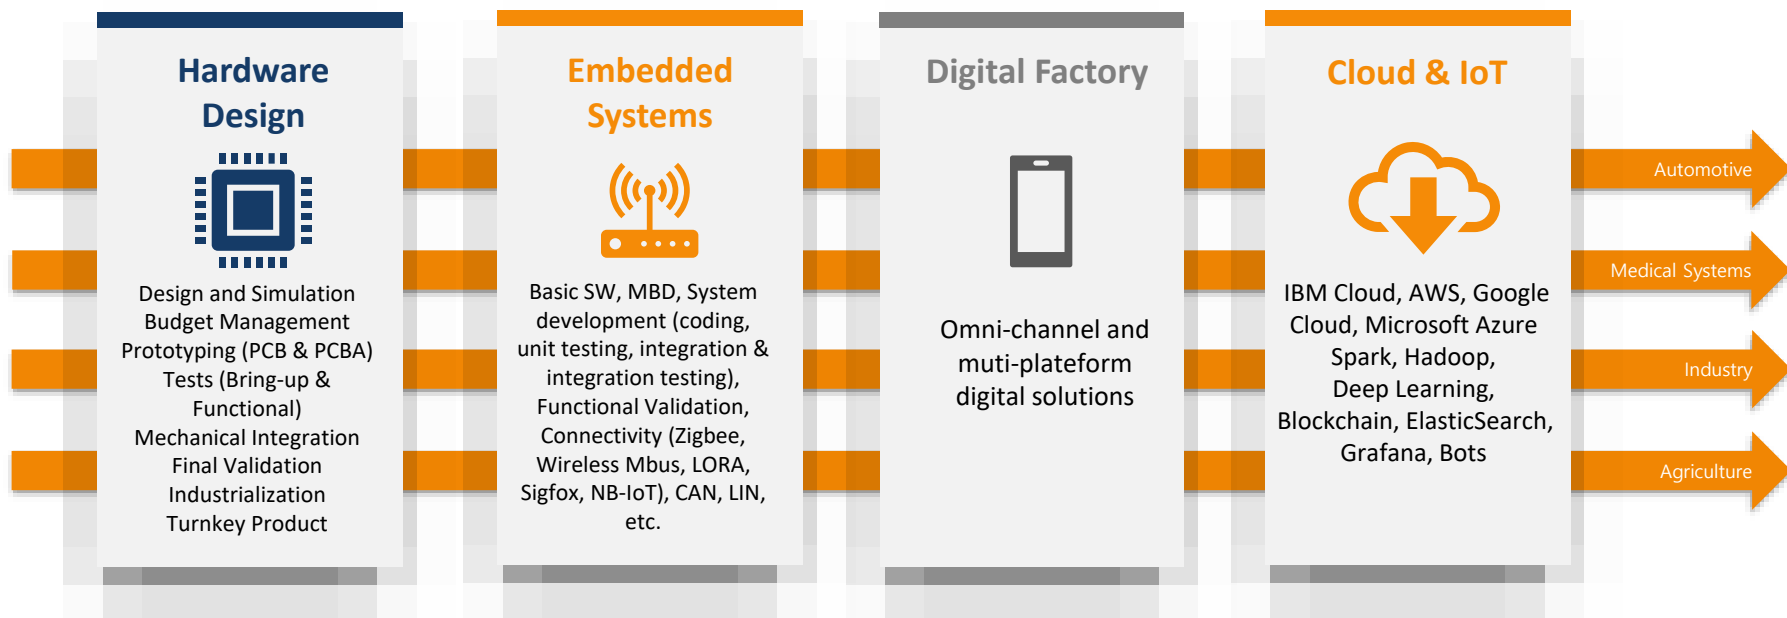 Hardware
Design
Design and Simulation
Budget Management
Prototyping (PCB & PCBA)
Tests (Bring-up &
Functional)
Mechanical Integration
Final Validation
Industrialization
Turnkey Product
Embedded
Systems
Basic SW, MBD, System
development (coding,
unit testing, integration &
integration testing),
Functional Validation,
Connectivity (Zigbee,
Wireless Mbus, LORA,
Sigfox, NB-IoT), CAN, LIN,
etc.
Digital Factory
Omni-channel and
muti-plateform
digital solutions
Cloud & IoT
IBM Cloud, AWS, Google
Cloud, Microsoft Azure
Spark, Hadoop,
Deep Learning,
Blockchain, ElasticSearch,
Grafana, Bots
Automotive
Medical Systems
Industry
Agriculture